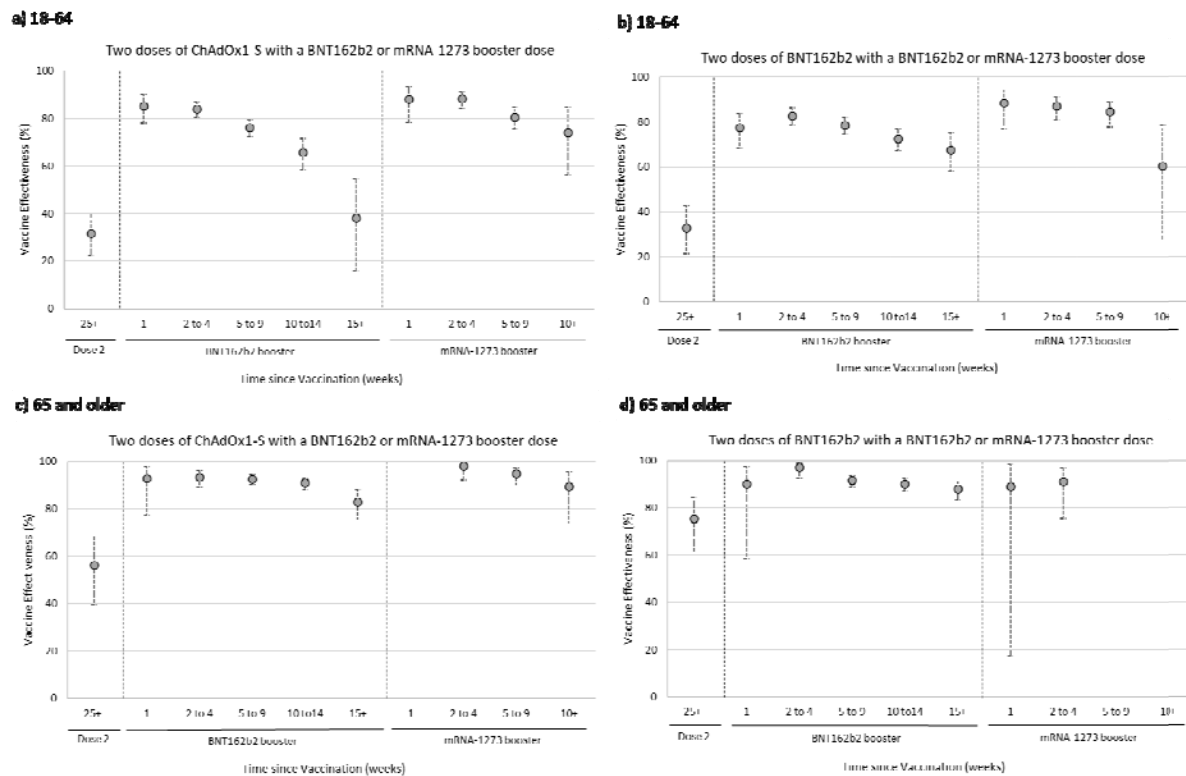 a) 18-64
Two doses of ChAdOx1 S with a BNT162b2 or mRNA 1273 booster dose
Vaccine Effectiveness (%)
100
80
60
40
20
0
25+ 1 2 to 4 5 to 9 10 to14 15+ 1 2 to 4 5 to 9 10+
Dose 2 BNT162b2 booster mRNA-1273 booster
Time since Vaccination (weeks)
b) 18-64
Two doses of BNT162b2 with a BNT162b2 or mRNA-1273 booster dose
Vaccine Effectiveness (%)
100
80
60
40
20
0
25+ 1 2 to 4 5 to 9 10 to14 15+ 1 2 to 4 5 to 9 10+
Dose 2 BNT162b2 booster mRNA 1273 booster
Time since Vaccination (weeks)
c) 65 and older
Two doses of ChAdOx1-S with a BNT162b2 or mRNA-1273 booster dose
Vaccine Effectiveness (%)
100
80
60
40
20
0
25+ 1 2 to 4 5 to 9 10 to14 15+ 1 2 to 4 5 to 9 10+
Dose 2 BNT162b2 booster mRNA-1273 booster
Time since Vaccination (weeks)
d) 65 and older
Two doses of BNT162b2 with a BNT162b2 or mRNA-1273 booster dose
Vaccine Effectiveness (%)
100
80
60
40
20
0
25+ 1 2 to 4 5 to 9 10 to14 15+ 1 2 to 4 5 to 9 10+
Dose 2 BNT162b2 booster mRNA 1273 booster
Time since Vaccination (weeks)